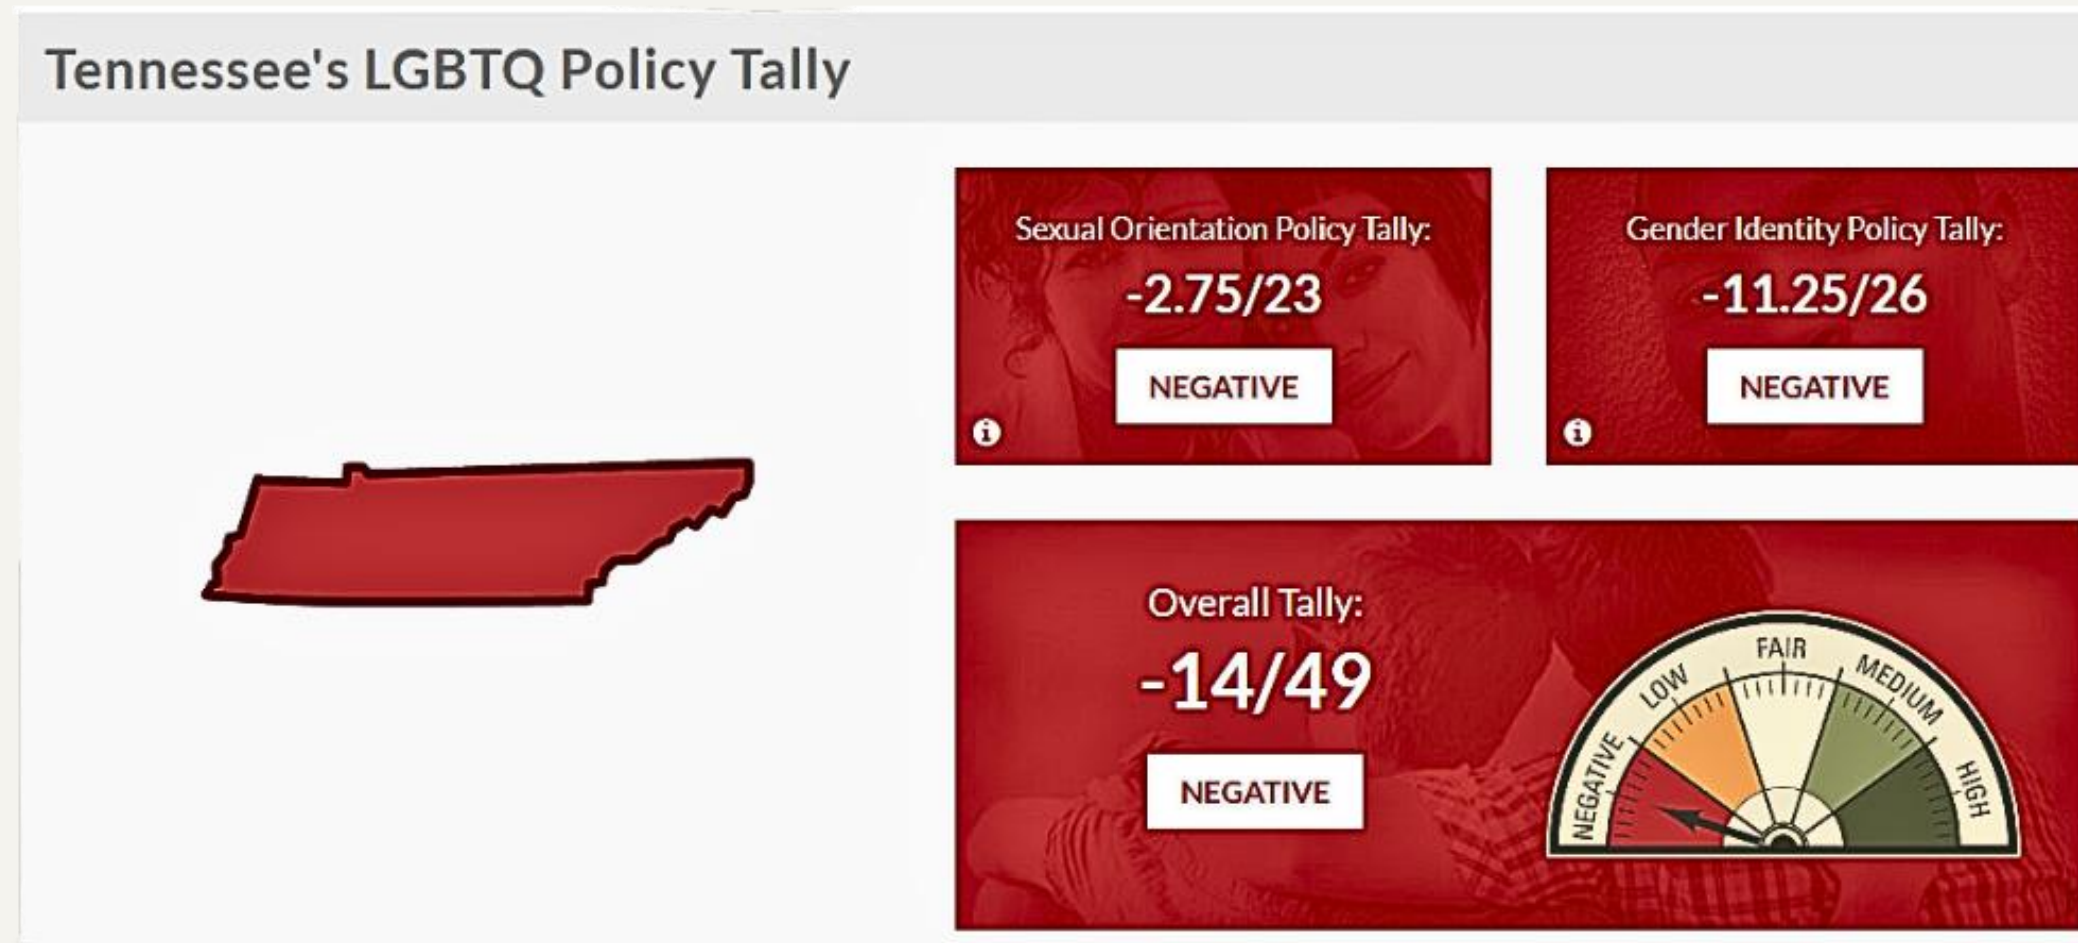 Tennessee's LGBTQ Policy Tally
Sexual Orientation Policy Tally:
-2.75/23
NEGATIVE
i
Gender Identity Policy Tally:
-11.25/26
NEGATIVE
i
Overall Tally:
-14/49
NEGATIVE
NEGATIVE
LOW
FAIR
MEDIUM
HIGH